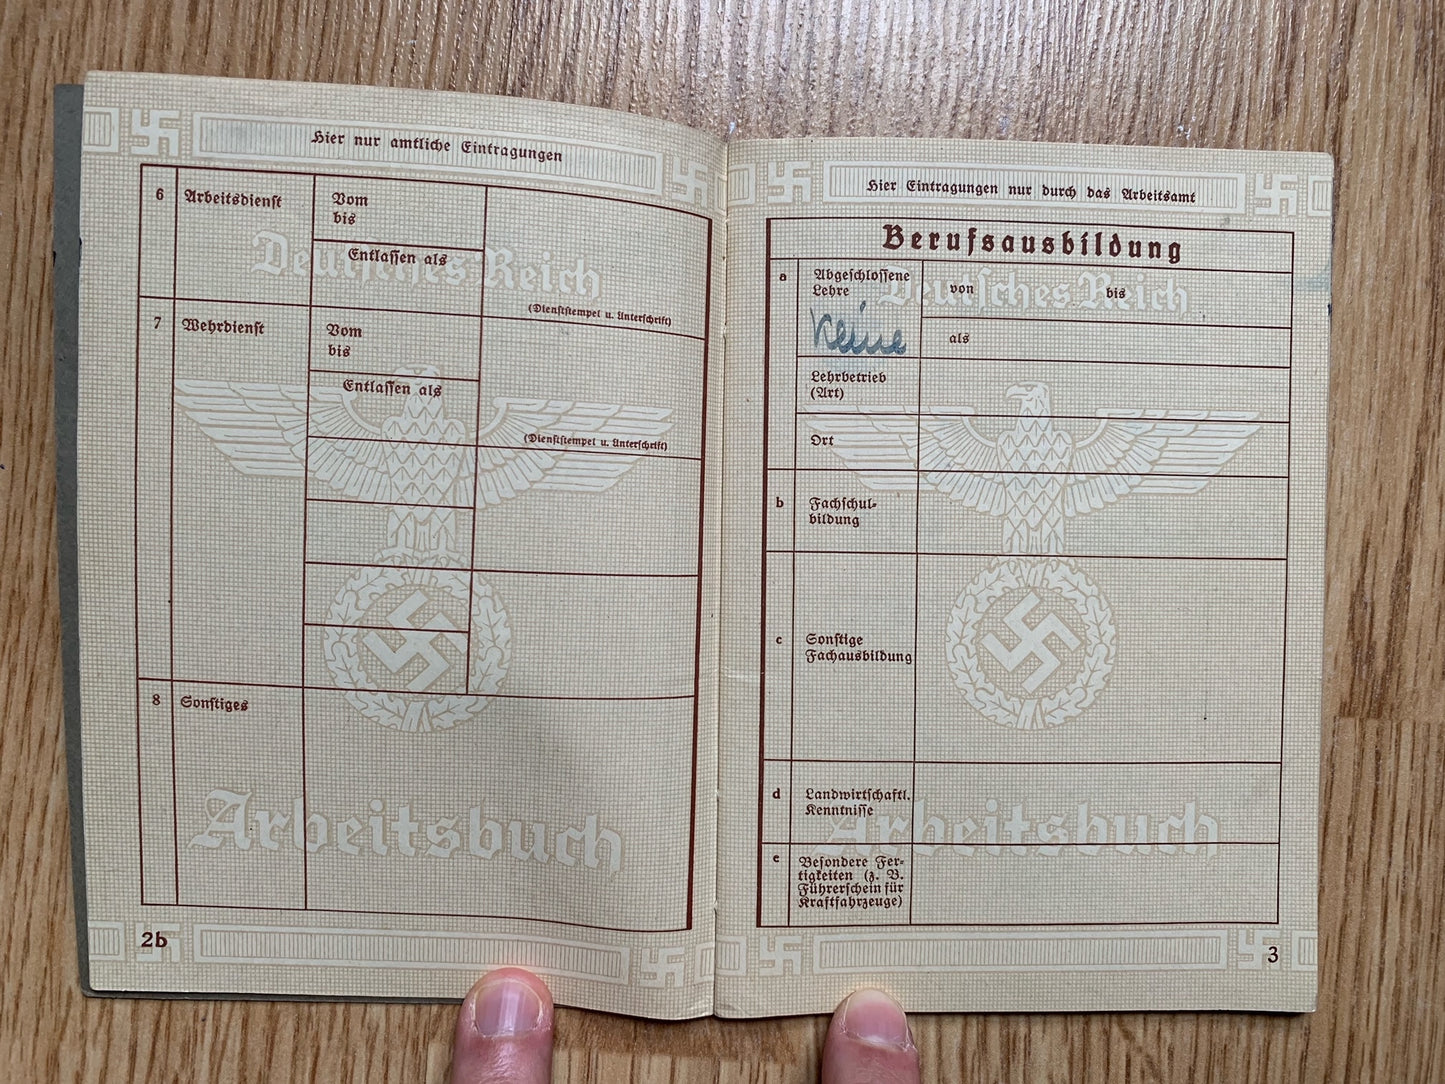 Hier nur amtliche Eintragungen
6 Arbeitsdienst
Vom
bis
Entlassen als
(Dienststempel u. Unterschrift)
7 Wehrdienst
Vom
bis
Entlassen als
(Dienststempel u. Unterschrift)
8 Sonstiges
Deutsches Reich
Arbeitsbuch
2b
Hier Eintragungen nur durch das Arbeitsamt
Berufsausbildung
a Abgeschlossene
Lehre
Keine
von bis
als
Lehrbetrieb
(Art)
Ort
b Fachschul-
bildung
c Sonstige
Fachausbildung
d Landwirtschaftl.
Kenntnisse
e Besondere Fer-
tigkeiten (z. B.
Führerschein für
Kraftfahrzeuge)
Deutsches Reich
Arbeitsbuch
3